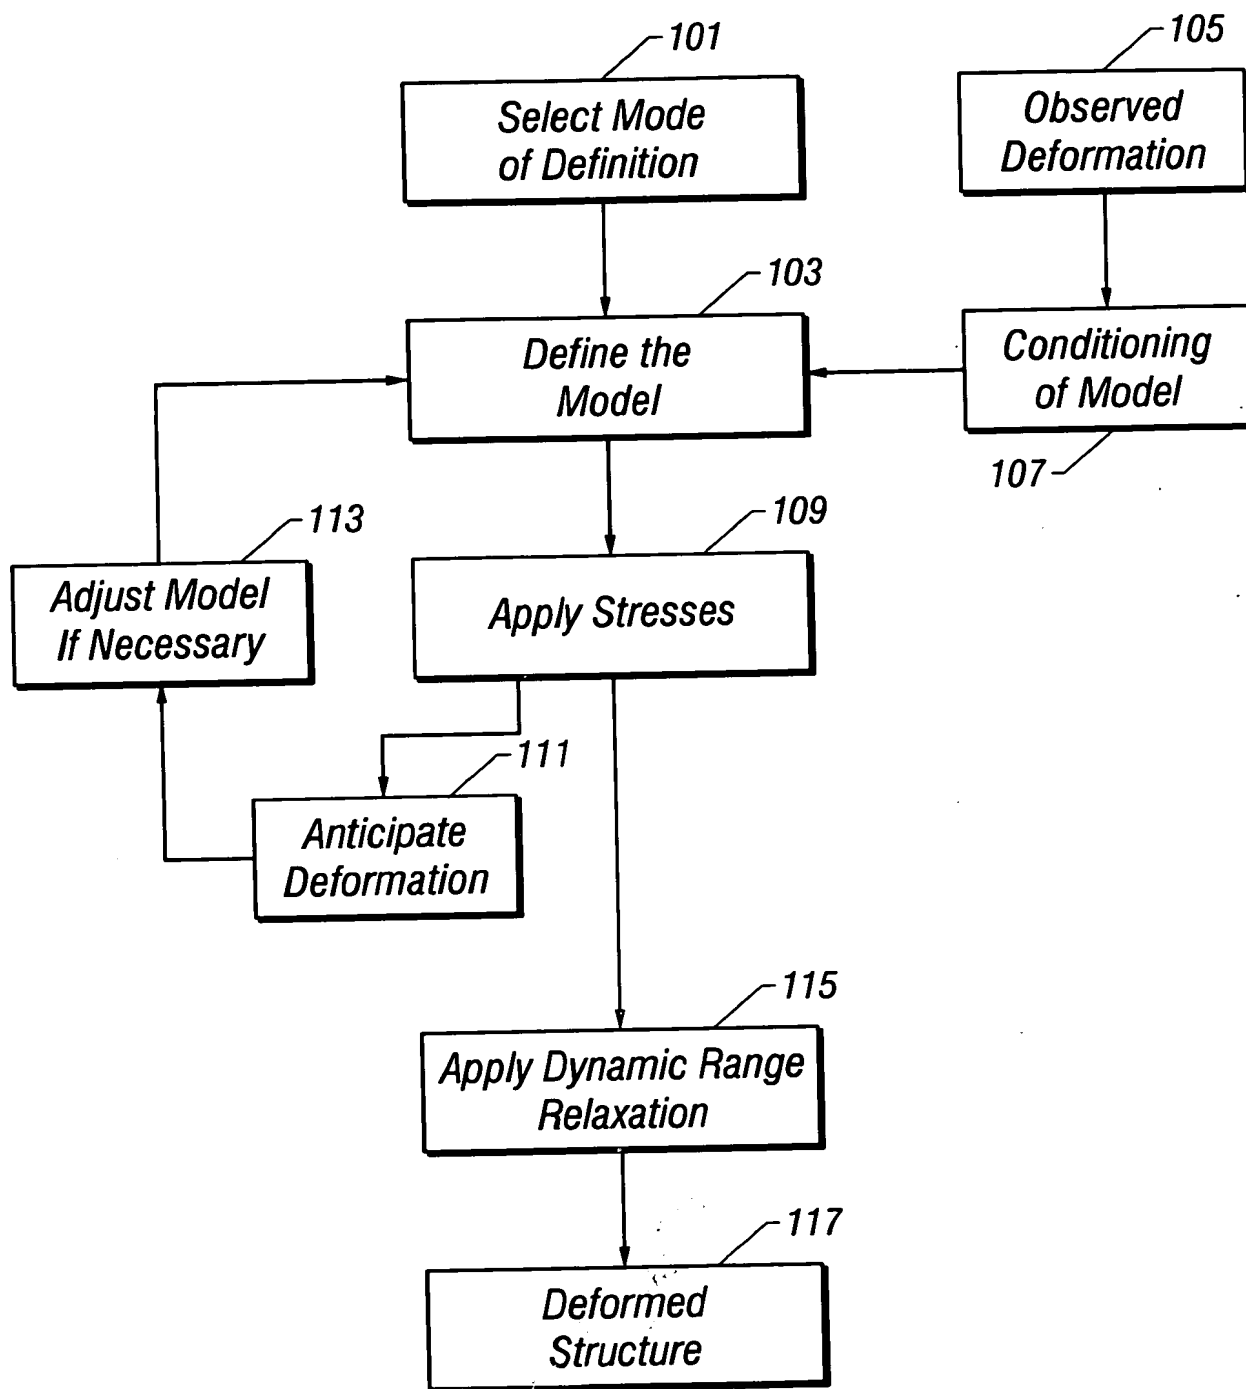 101
Select Mode
of Definition
105
Observed
Deformation
103
Define the
Model
Conditioning
of Model
107
113
Adjust Model
If Necessary
109
Apply Stresses
111
Anticipate
Deformation
115
Apply Dynamic Range
Relaxation
117
Deformed
Structure